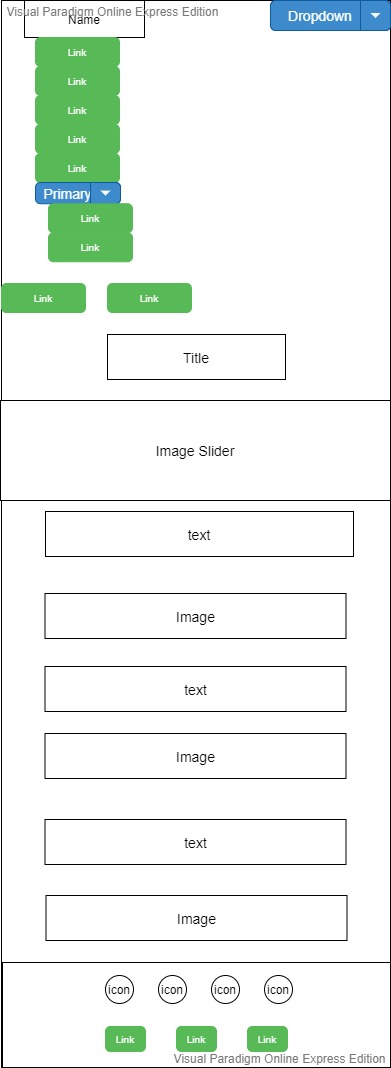 Visual Paradigm Online Express Edition
Name
Dropdown
Link
Link
Link
Link
Link
Primary
Link
Link
Link Link
Title
Image Slider
text
Image
text
Image
text
Image
icon icon icon icon
Link Link Link
Visual Paradigm Online Express Edition